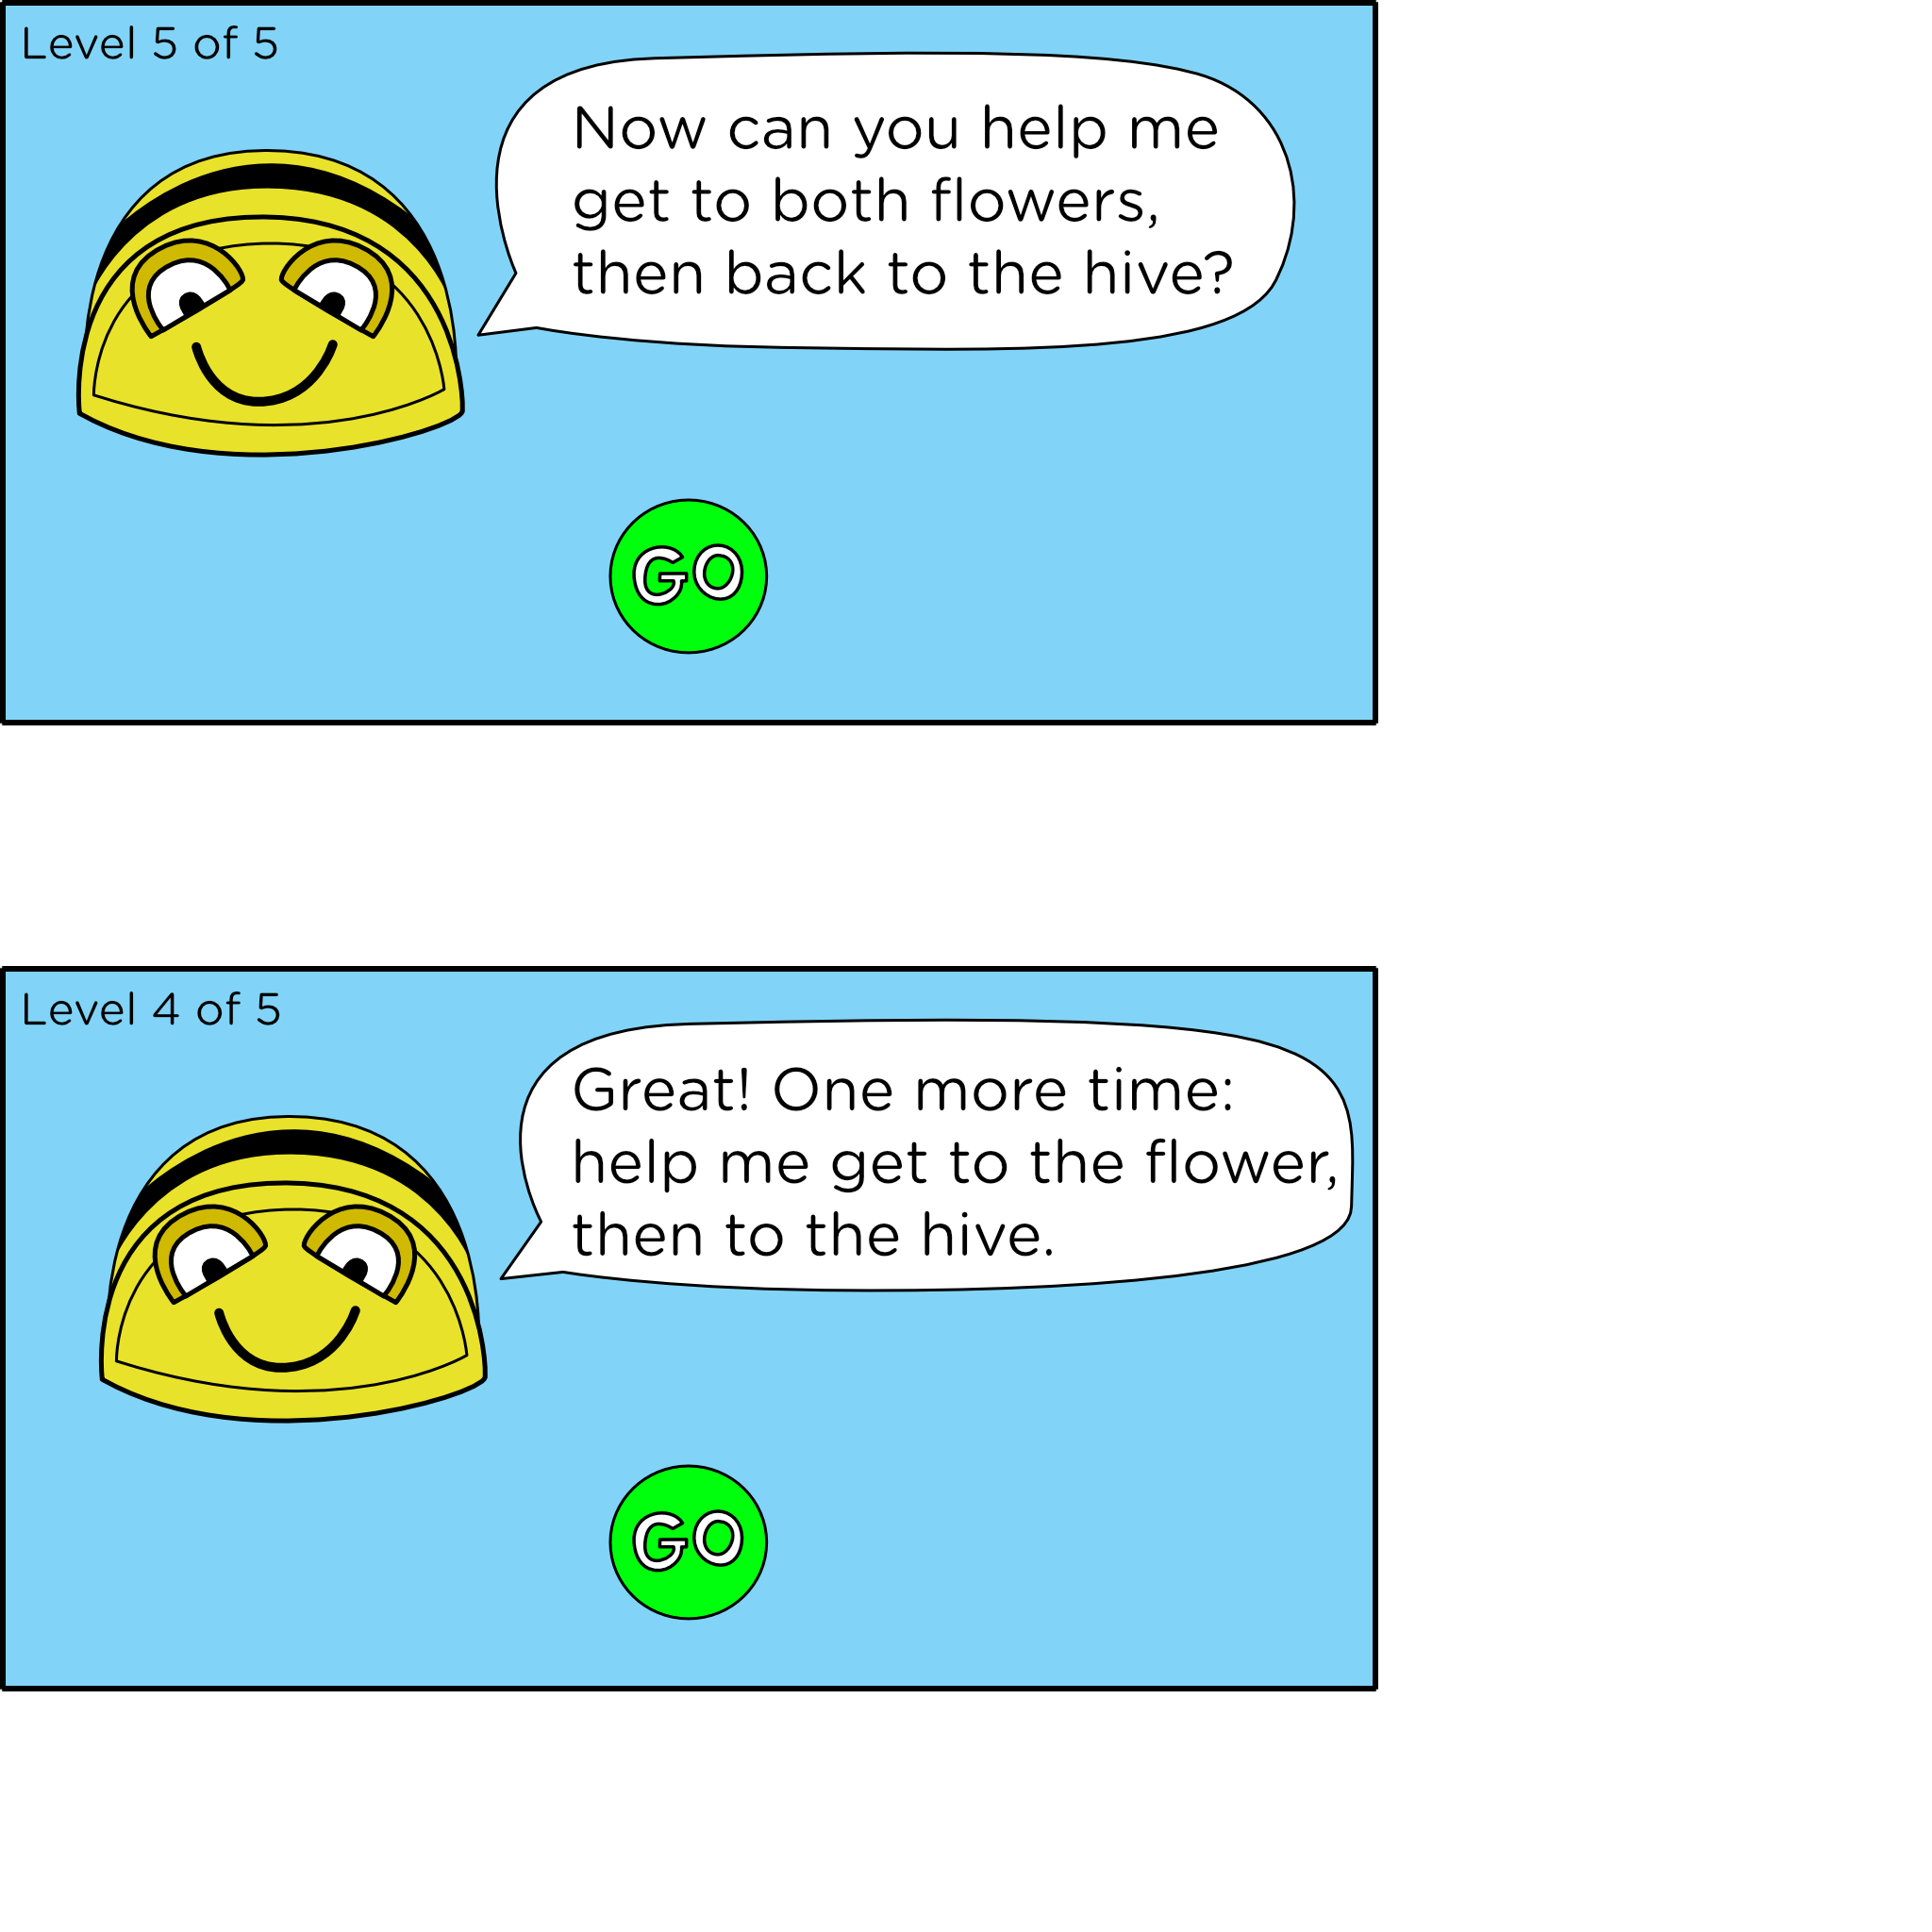 Level 5 of 5
Now can you help me
get to both flowers,
then back to the hive?
GO
Level 4 of 5
Great! One more time:
help me get to the flower,
then to the hive.
GO